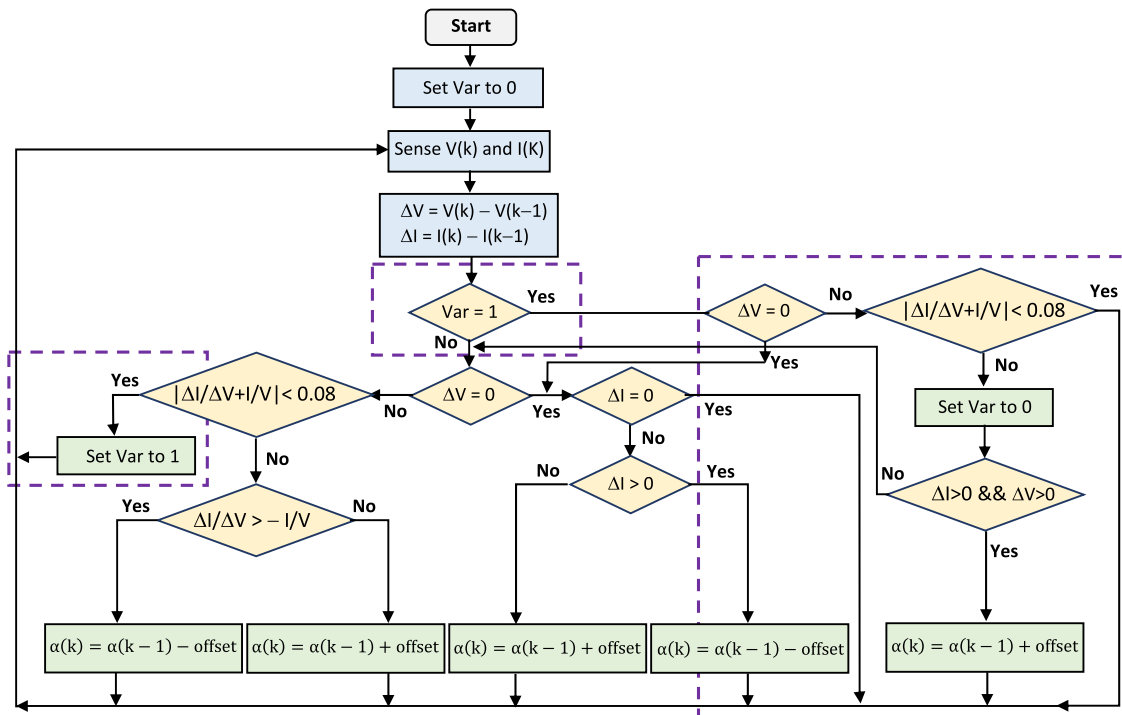 Start
Set Var to 0
Sense V(k) and I(K)
ΔV = V(k) − V(k−1)
ΔI = I(k) − I(k−1)
Var = 1
Yes
No
ΔV = 0
No
Yes
|ΔI/ΔV+I/V|< 0.08
Yes
No
Set Var to 0
ΔI>0 && ΔV>0
No
Yes
ΔV = 0
No
Yes
ΔI = 0
Yes
No
ΔI > 0
No
Yes
|ΔI/ΔV+I/V|< 0.08
Yes
No
Set Var to 1
ΔI/ΔV > − I/V
Yes
No
α(k) = α(k − 1) − offset
α(k) = α(k − 1) + offset
α(k) = α(k − 1) + offset
α(k) = α(k − 1) − offset
α(k) = α(k − 1) + offset